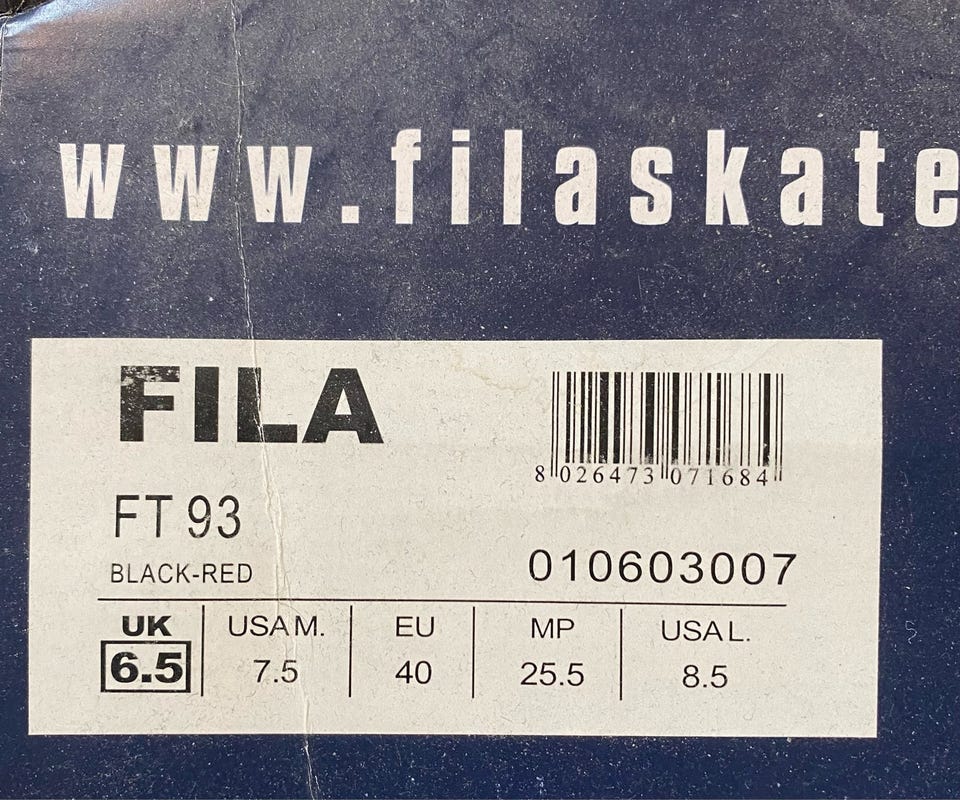 www.filaskate
FILA
8 026473 071684
FT 93
BLACK-RED
010603007
UK USA M. EU MP USA L.
6.5 7.5 40 25.5 8.5